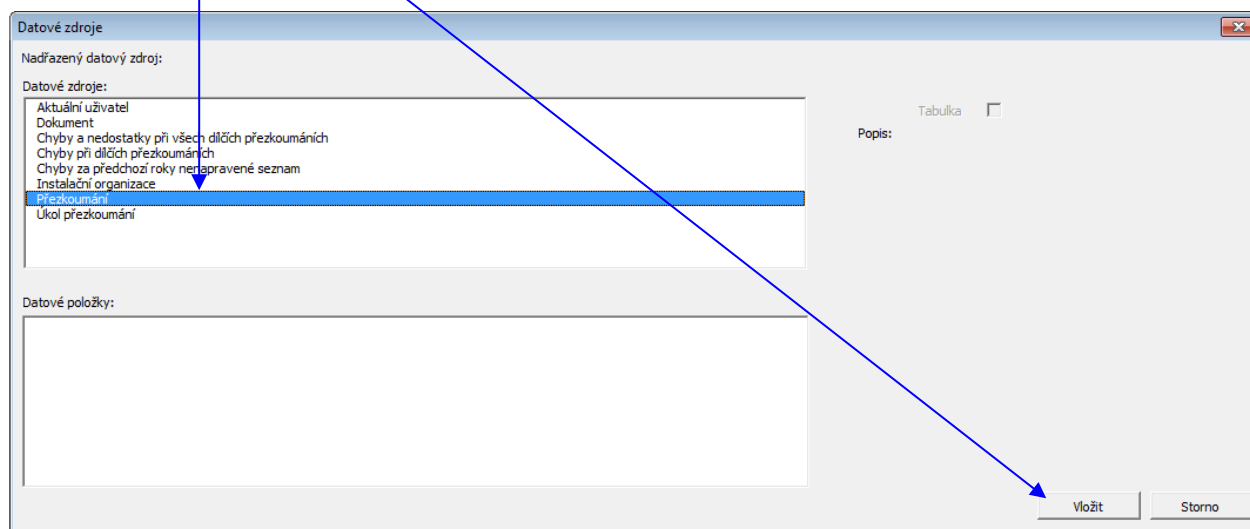 Datové zdroje
Nadřazený datový zdroj:
Datové zdroje:
Aktuální uživatel
Dokument
Chyby a nedostatky při všech dílčích přezkoumáních
Chyby při dílčích přezkoumáních
Chyby za předchozí roky nenapravené seznam
Instalační organizace
Přezkoumání
Úkol přezkoumání
Tabulka
Popis:
Datové položky:
Vložit
Storno